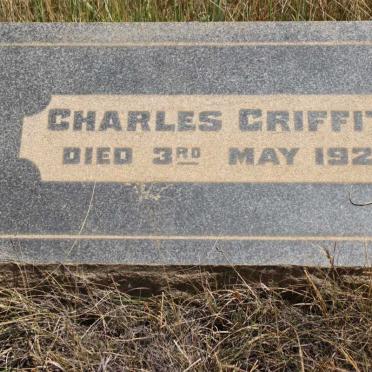 CHARLES GRIFFIT
DIED 3RD MAY 192